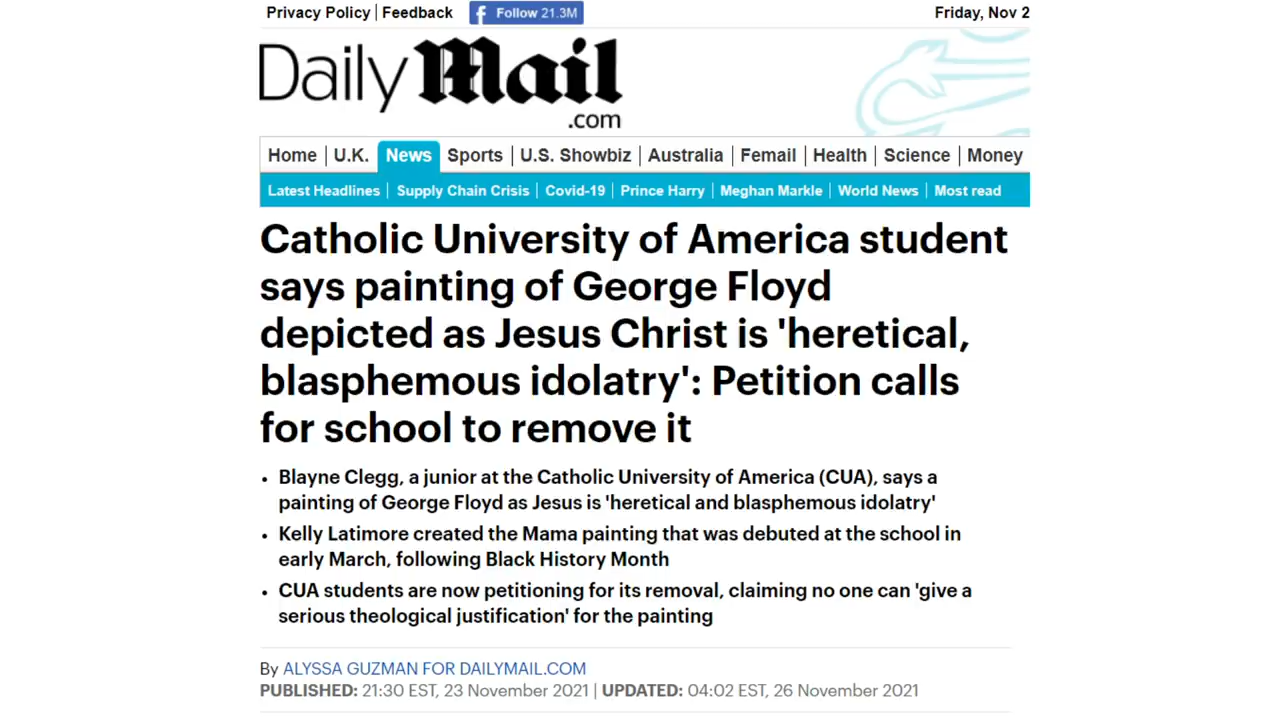 Privacy Policy | Feedback f Follow 21.3M Friday, Nov 2
Daily Mail
.com
Home | U.K. News Sports | U.S. Showbiz | Australia | Femail | Health | Science | Money
Latest Headlines | Supply Chain Crisis | Covid-19 | Prince Harry | Meghan Markle | World News | Most read
Catholic University of America student
says painting of George Floyd
depicted as Jesus Christ is 'heretical,
blasphemous idolatry': Petition calls
for school to remove it
• Blayne Clegg, a junior at the Catholic University of America (CUA), says a
painting of George Floyd as Jesus is 'heretical and blasphemous idolatry'
• Kelly Latimore created the Mama painting that was debuted at the school in
early March, following Black History Month
• CUA students are now petitioning for its removal, claiming no one can 'give a
serious theological justification' for the painting
By ALYSSA GUZMAN FOR DAILYMAIL.COM
PUBLISHED: 21:30 EST, 23 November 2021 | UPDATED: 04:02 EST, 26 November 2021